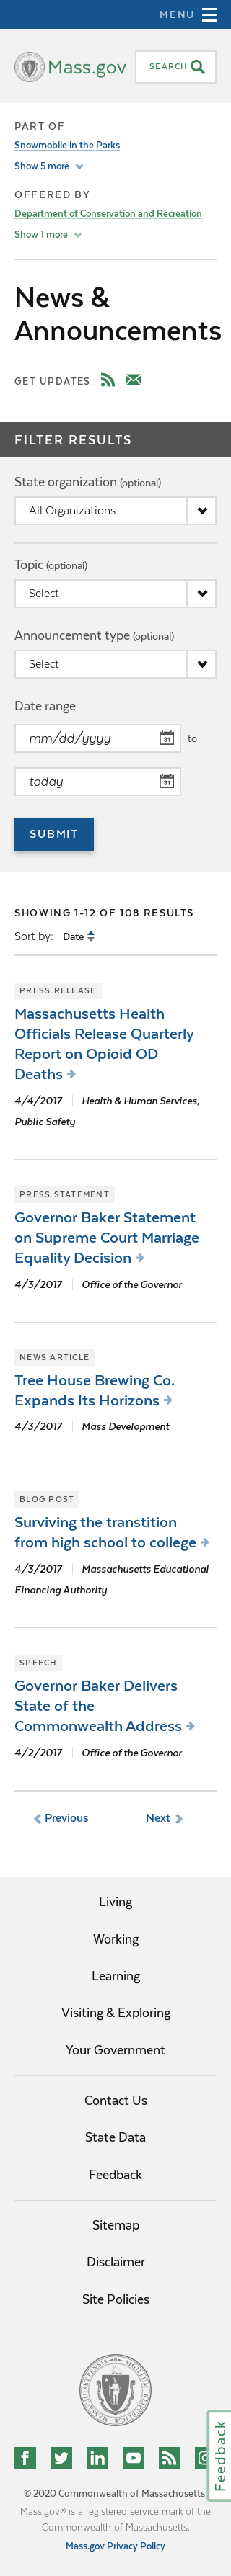 MENU
Mass.gov
SEARCH
PART OF
Snowmobile in the Parks
Show 5 more
OFFERED BY
Department of Conservation and Recreation
Show 1 more
News &
Announcements
GET UPDATES:
FILTER RESULTS
State organization (optional)
All Organizations
Topic (optional)
Select
Announcement type (optional)
Select
Date range
mm/dd/yyyy
31
to
today
31
SUBMIT
SHOWING 1-12 OF 108 RESULTS
Sort by: Date
PRESS RELEASE
Massachusetts Health
Officials Release Quarterly
Report on Opioid OD
Deaths
4/4/2017 Health & Human Services,
Public Safety
PRESS STATEMENT
Governor Baker Statement
on Supreme Court Marriage
Equality Decision
4/3/2017 Office of the Governor
NEWS ARTICLE
Tree House Brewing Co.
Expands Its Horizons
4/3/2017 Mass Development
BLOG POST
Surviving the transtition
from high school to college
4/3/2017 Massachusetts Educational
Financing Authority
SPEECH
Governor Baker Delivers
State of the
Commonwealth Address
4/2/2017 Office of the Governor
Previous
Next
Living
Working
Learning
Visiting & Exploring
Your Government
Contact Us
State Data
Feedback
Sitemap
Disclaimer
Site Policies
Feedback
© 2020 Commonwealth of Massachusetts.
Mass.gov® is a registered service mark of the
Commonwealth of Massachusetts.
Mass.gov Privacy Policy